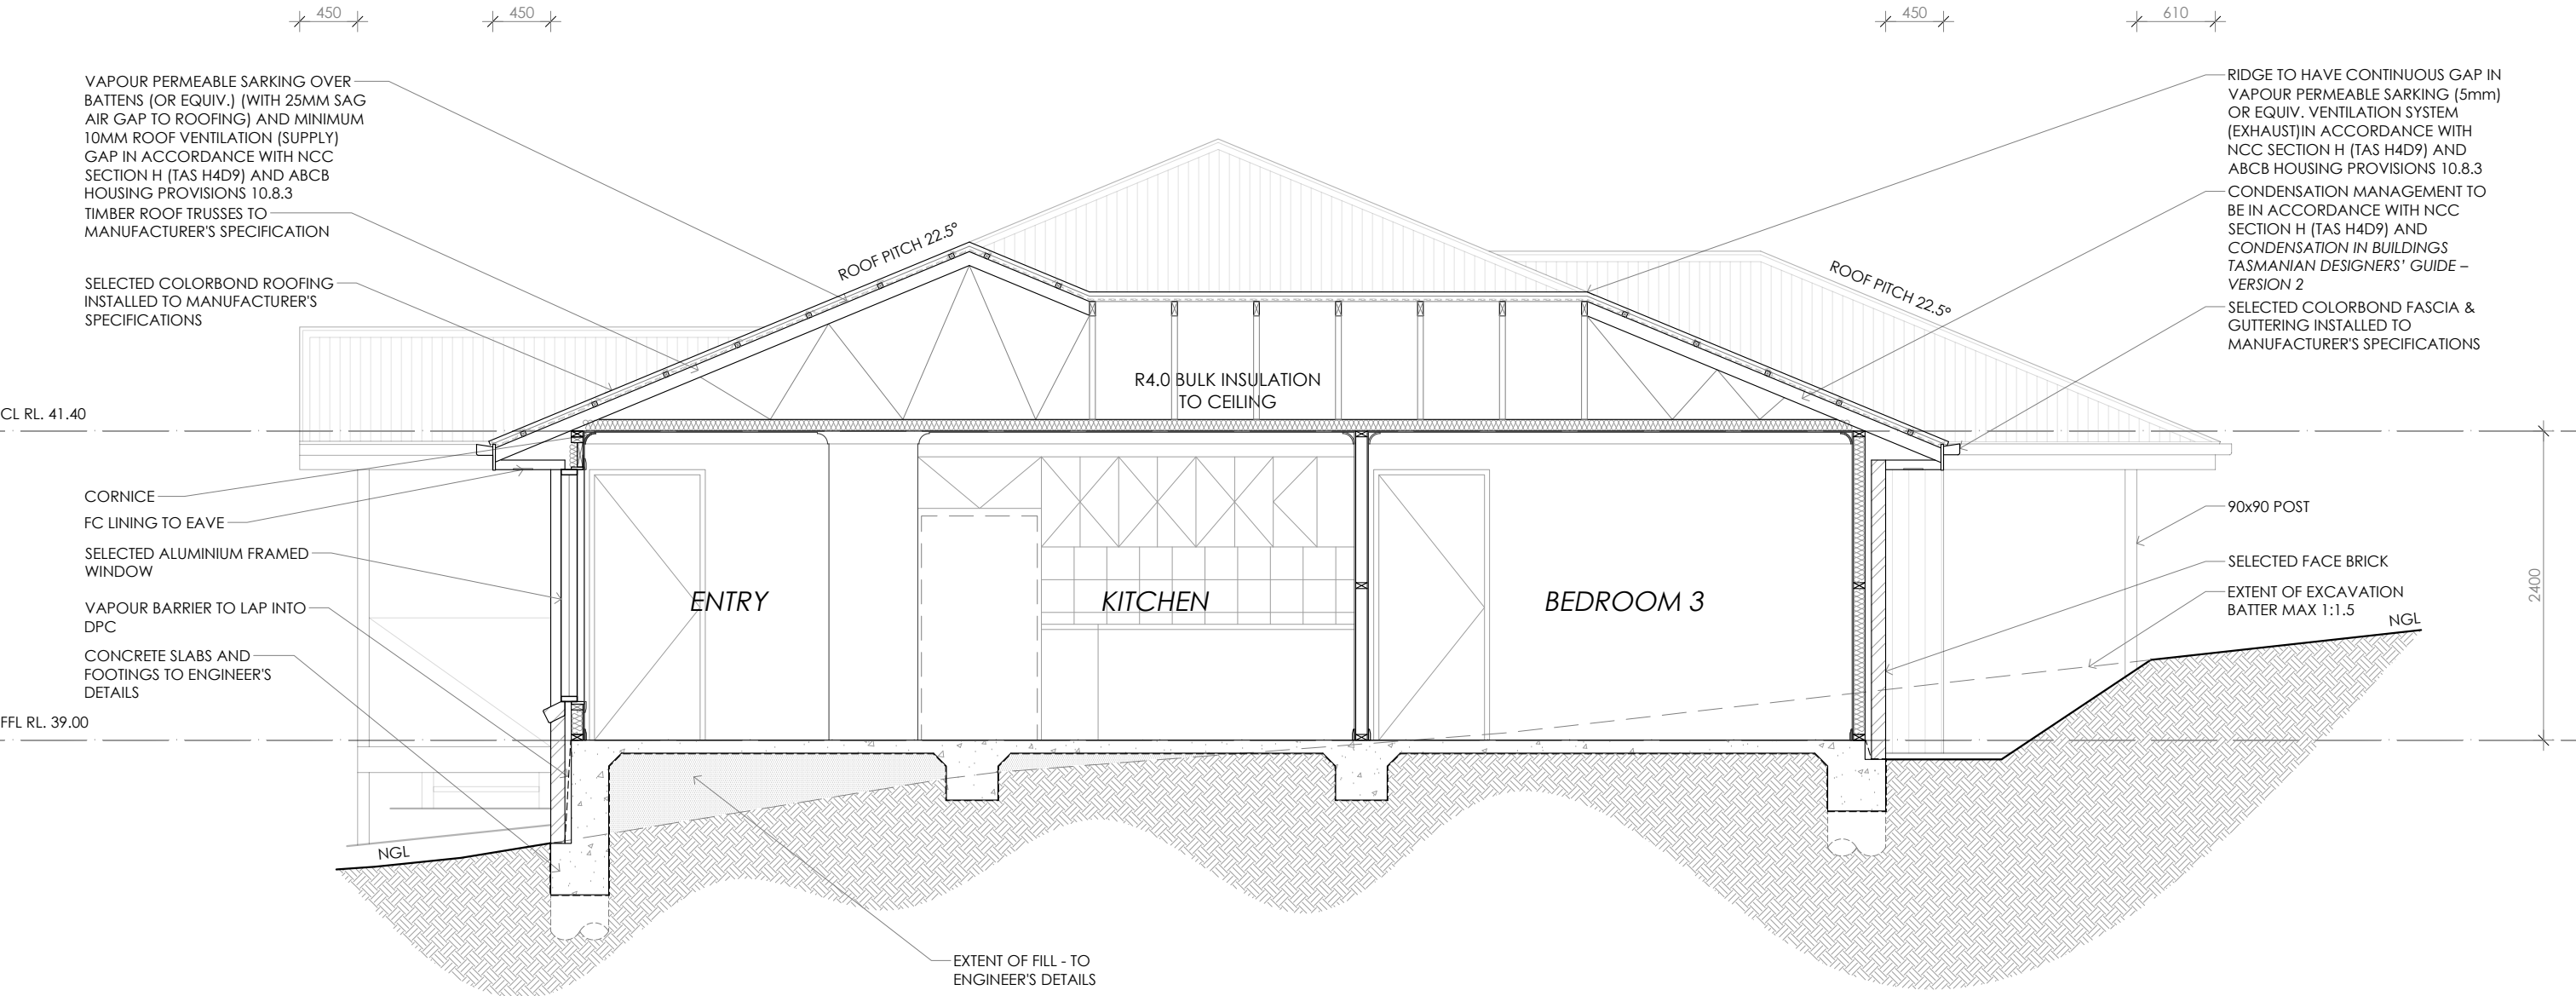 450
450
450
610
VAPOUR PERMEABLE SARKING OVER
BATTENS (OR EQUIV.) (WITH 25MM SAG
AIR GAP TO ROOFING) AND MINIMUM
10MM ROOF VENTILATION (SUPPLY)
GAP IN ACCORDANCE WITH NCC
SECTION H (TAS H4D9) AND ABCB
HOUSING PROVISIONS 10.8.3
TIMBER ROOF TRUSSES TO
MANUFACTURER'S SPECIFICATION
SELECTED COLORBOND ROOFING
INSTALLED TO MANUFACTURER'S
SPECIFICATIONS
CL RL. 41.40
CORNICE
FC LINING TO EAVE
SELECTED ALUMINIUM FRAMED
WINDOW
VAPOUR BARRIER TO LAP INTO
DPC
CONCRETE SLABS AND
FOOTINGS TO ENGINEER'S
DETAILS
FFL RL. 39.00
NGL
ROOF PITCH 22.5°
R4.0 BULK INSULATION
TO CEILING
ENTRY
KITCHEN
BEDROOM 3
EXTENT OF FILL - TO
ENGINEER'S DETAILS
ROOF PITCH 22.5°
RIDGE TO HAVE CONTINUOUS GAP IN
VAPOUR PERMEABLE SARKING (5mm)
OR EQUIV. VENTILATION SYSTEM
(EXHAUST)IN ACCORDANCE WITH
NCC SECTION H (TAS H4D9) AND
ABCB HOUSING PROVISIONS 10.8.3
CONDENSATION MANAGEMENT TO
BE IN ACCORDANCE WITH NCC
SECTION H (TAS H4D9) AND
CONDENSATION IN BUILDINGS
TASMANIAN DESIGNERS' GUIDE –
VERSION 2
SELECTED COLORBOND FASCIA &
GUTTERING INSTALLED TO
MANUFACTURER'S SPECIFICATIONS
90x90 POST
SELECTED FACE BRICK
EXTENT OF EXCAVATION
BATTER MAX 1:1.5
NGL
2400